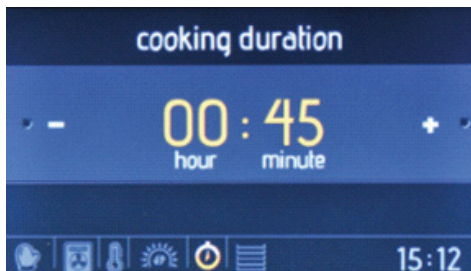 cooking duration
- 00 : 45 +
hour minute
15:12